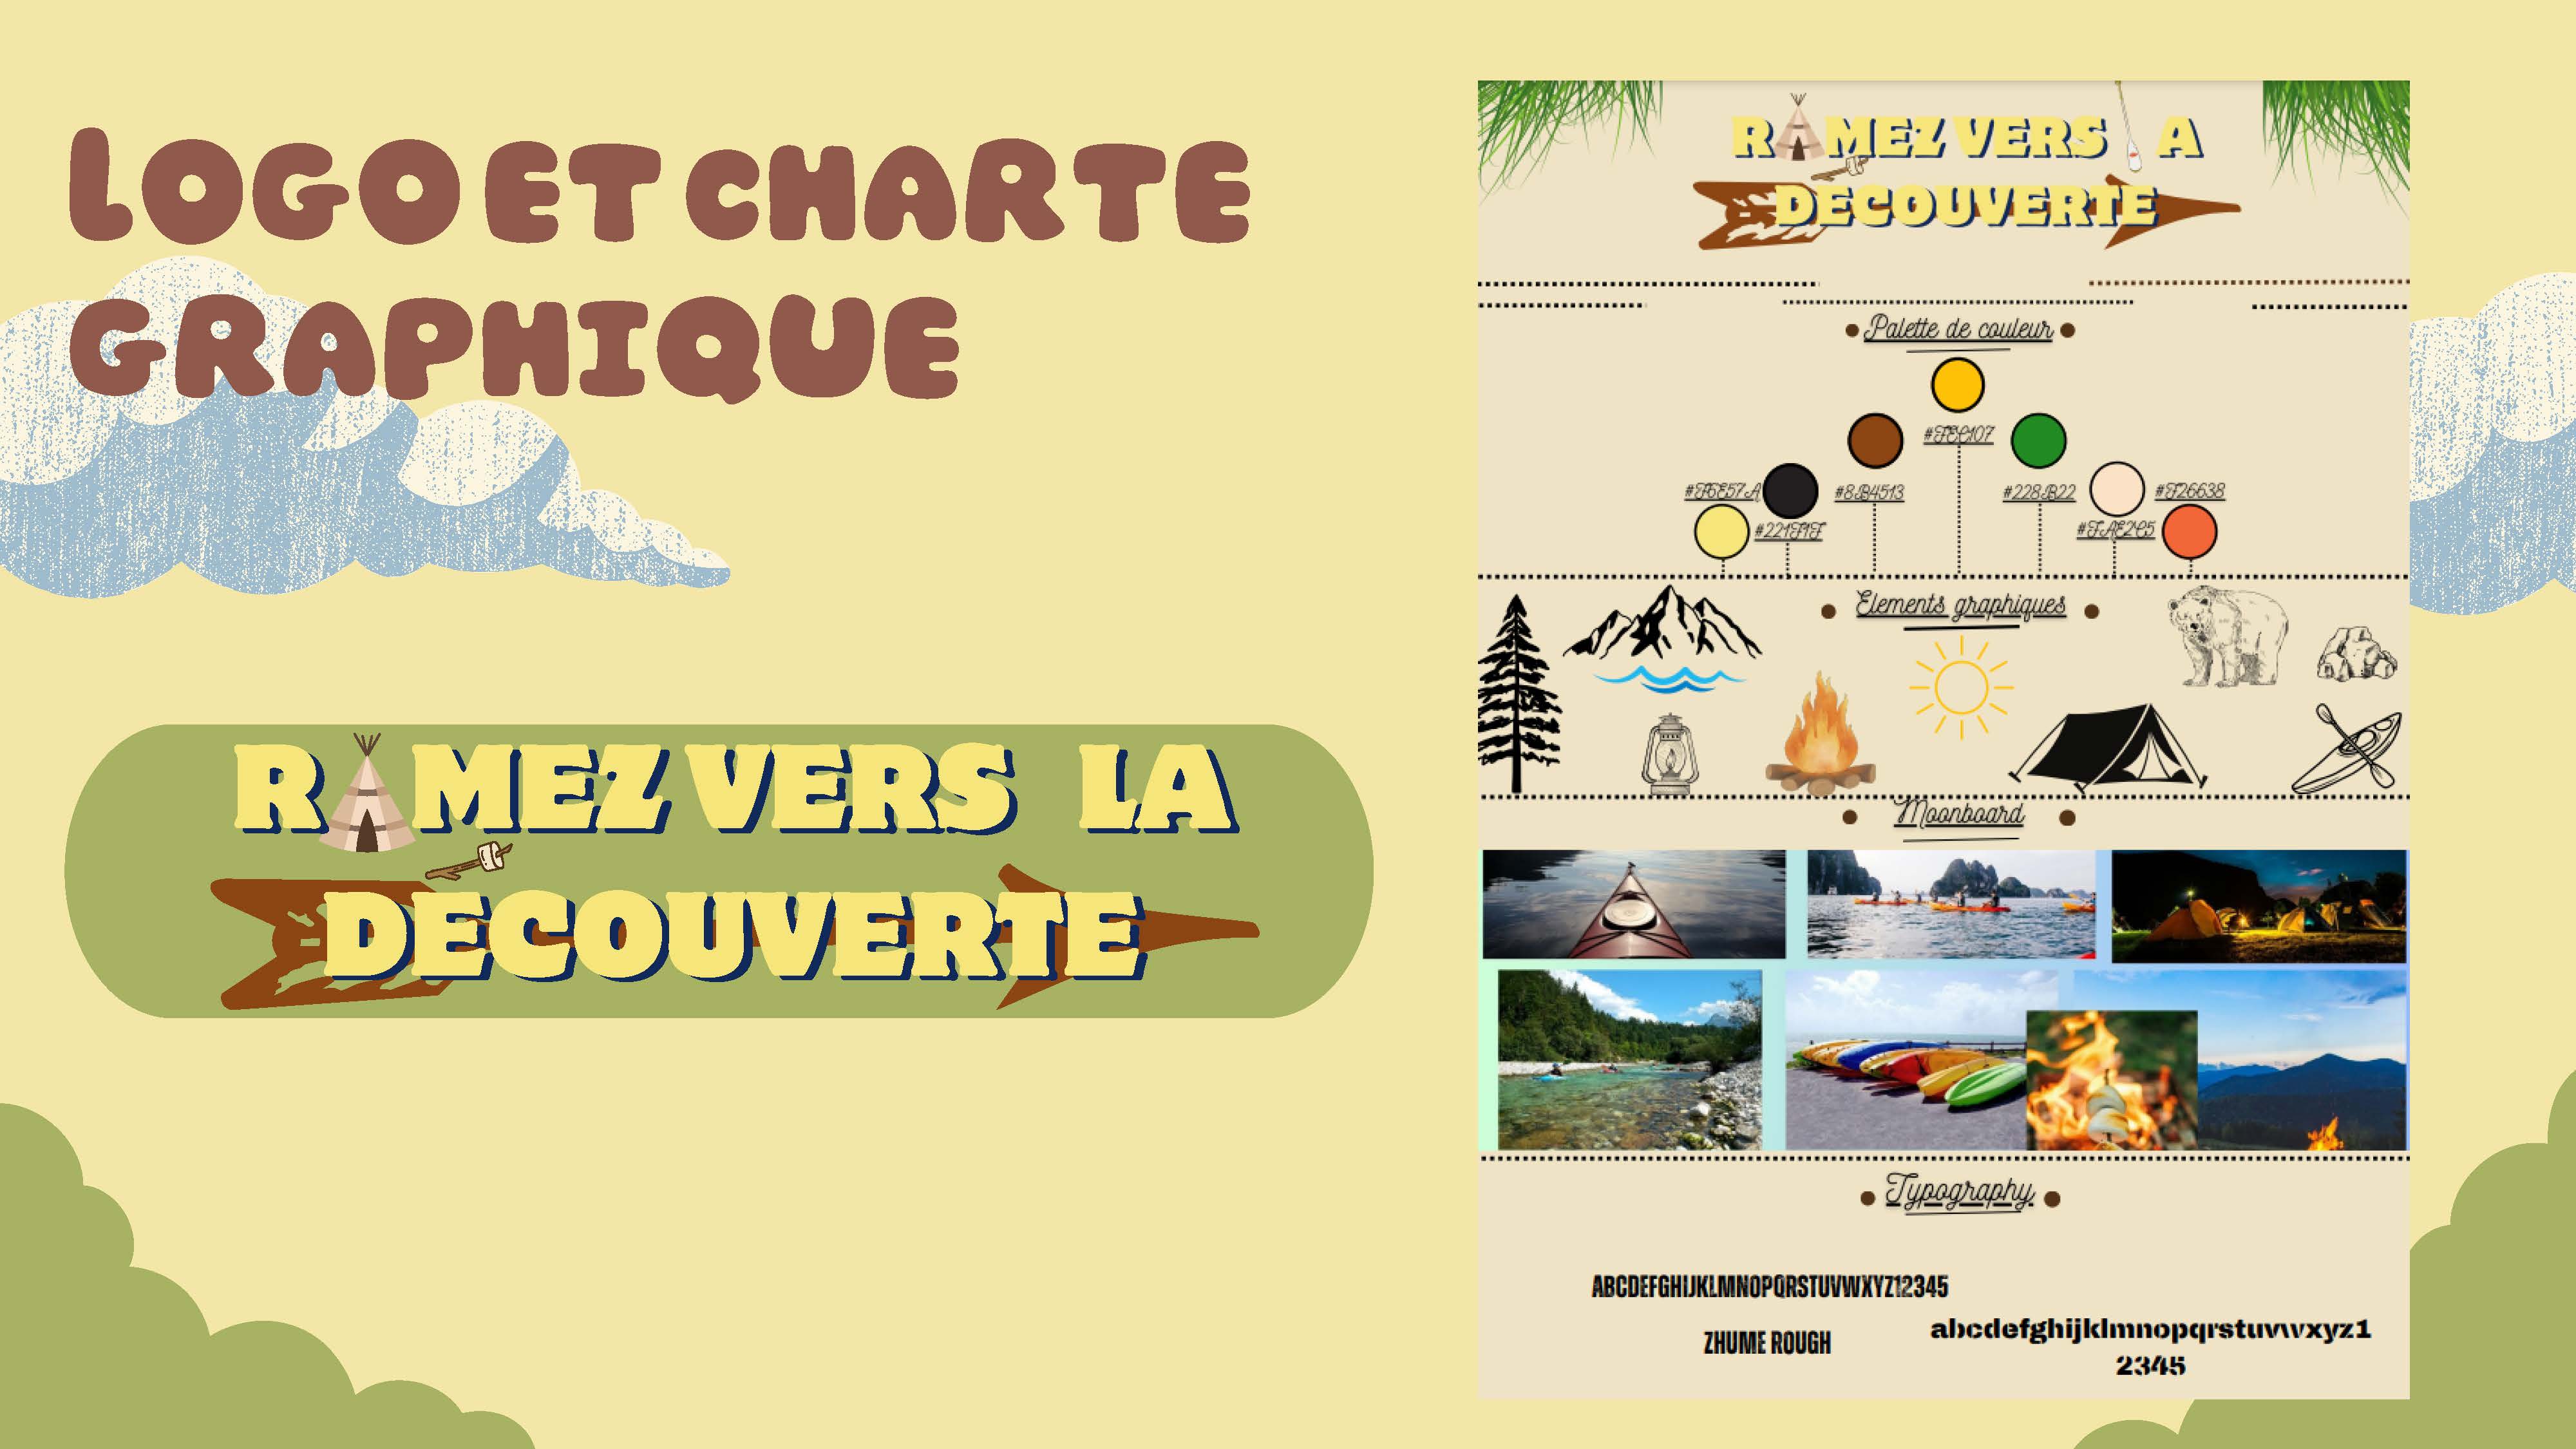 LOGO ET CHARTE
GRAPHIQUE
RAMEZ VERS LA
DECOUVERTE
RAMEZ VERS LA
DECOUVERTE
Palette de couleur
#FEC107
#F6E57A
#8B4513
#228B22
#F26638
#221F1F
#FAE2C5
Elements graphiques
Moonboard
Typography
ABCDEFGHIJKLMNOPQRSTUVWXYZ12345
ZHUME ROUGH
abcdefghijklmnopqrstuvwxyz1
2345